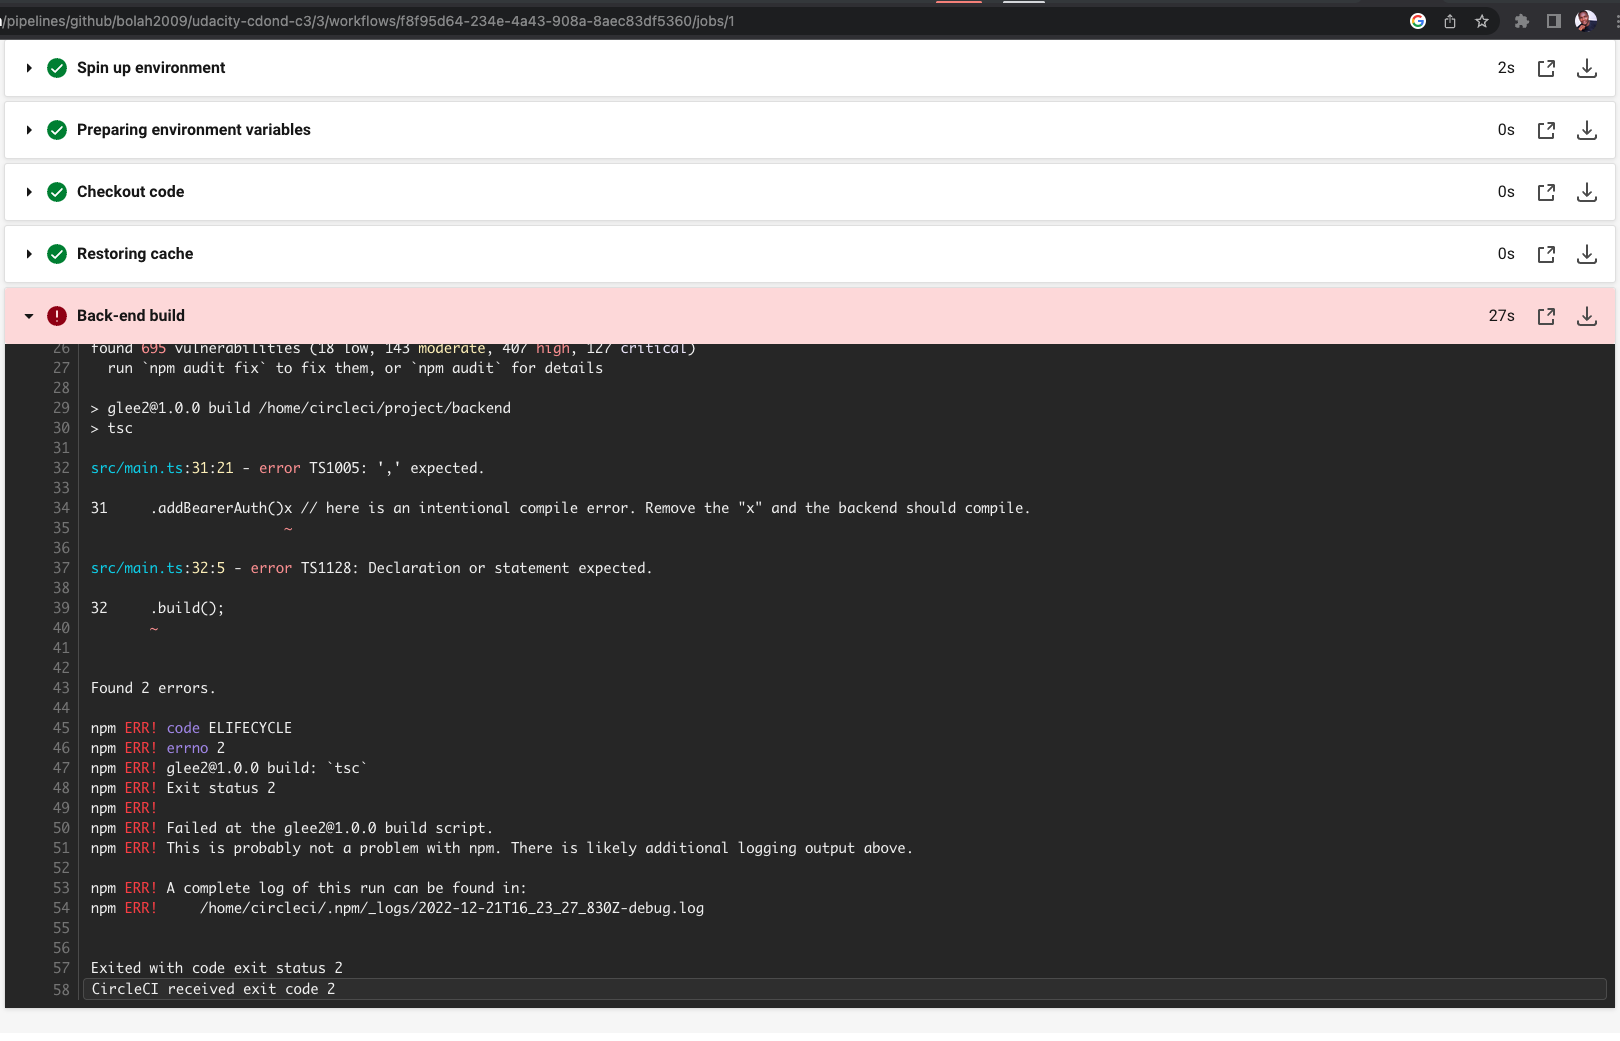 /pipelines/github/bolah2009/udacity-cdond-c3/3/workflows/f8f95d64-234e-4a43-908a-8aec83df5360/jobs/1
Spin up environment 2s
Preparing environment variables 0s
Checkout code 0s
Restoring cache 0s
Back-end build 27s
26 found 695 vulnerabilities (18 low, 143 moderate, 407 high, 127 critical)
27 run `npm audit fix` to fix them, or `npm audit` for details
28
29 > glee2@1.0.0 build /home/circleci/project/backend
30 > tsc
31
32 src/main.ts:31:21 - error TS1005: ',' expected.
33
34 31 .addBearerAuth()x // here is an intentional compile error. Remove the "x" and the backend should compile.
35 ~
36
37 src/main.ts:32:5 - error TS1128: Declaration or statement expected.
38
39 32 .build();
40 ~
41
42
43 Found 2 errors.
44
45 npm ERR! code ELIFECYCLE
46 npm ERR! errno 2
47 npm ERR! glee2@1.0.0 build: `tsc`
48 npm ERR! Exit status 2
49 npm ERR!
50 npm ERR! Failed at the glee2@1.0.0 build script.
51 npm ERR! This is probably not a problem with npm. There is likely additional logging output above.
52
53 npm ERR! A complete log of this run can be found in:
54 npm ERR! /home/circleci/.npm/_logs/2022-12-21T16_23_27_830Z-debug.log
55
56
57 Exited with code exit status 2
58 CircleCI received exit code 2